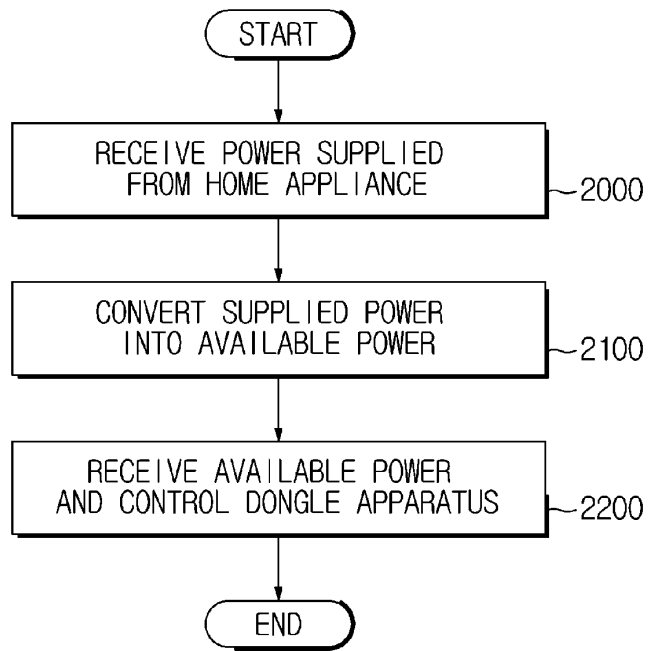 START
RECEIVE POWER SUPPLIED
FROM HOME APPLIANCE
2000
CONVERT SUPPLIED POWER
INTO AVAILABLE POWER
2100
RECEIVE AVAILABLE POWER
AND CONTROL DONGLE APPARATUS
2200
END